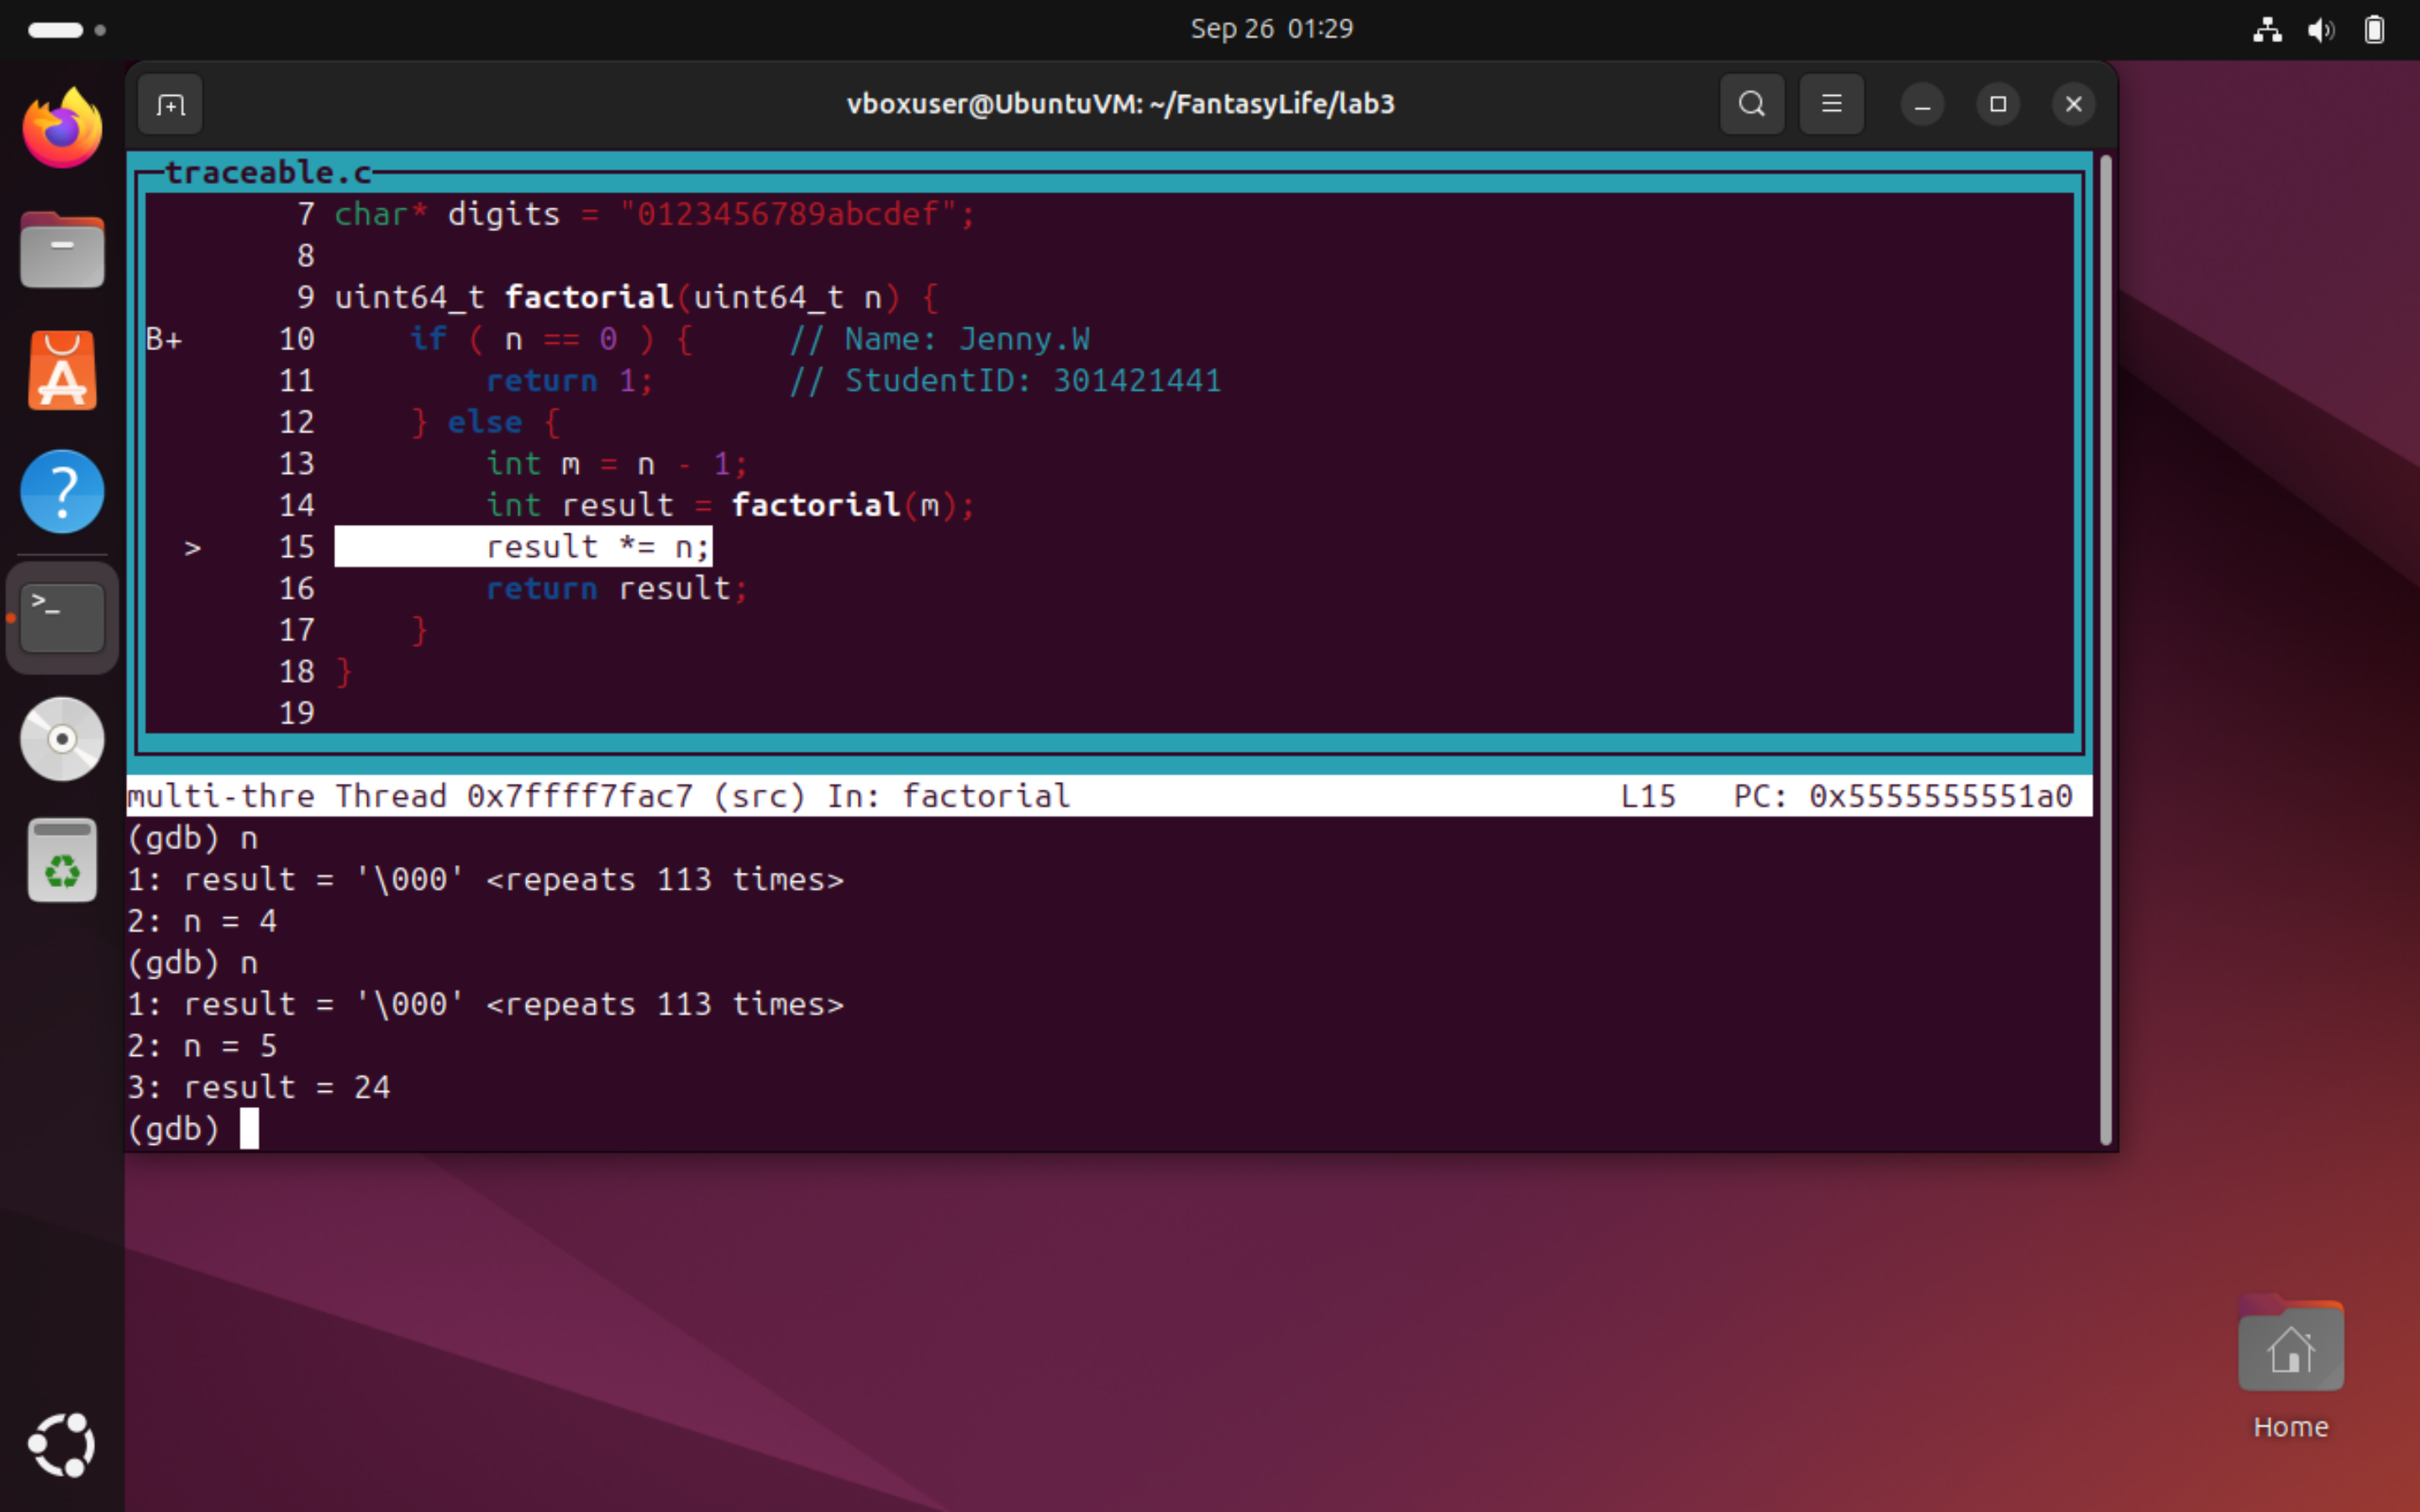 Sep 26 01:29
vboxuser@UbuntuVM: ~/FantasyLife/lab3
traceable.c
7 char* digits = "0123456789abcdef";
8
9 uint64_t factorial(uint64_t n) {
B+ 10     if ( n == 0 ) {     // Name: Jenny.W
11         return 1;       // StudentID: 301421441
12     } else {
13         int m = n - 1;
14         int result = factorial(m);
> 15         result *= n;
16         return result;
17     }
18 }
19
multi-thre Thread 0x7ffff7fac7 (src) In: factorial L15 PC: 0x5555555551a0
(gdb) n
1: result = '\000' <repeats 113 times>
2: n = 4
(gdb) n
1: result = '\000' <repeats 113 times>
2: n = 5
3: result = 24
(gdb)
Home